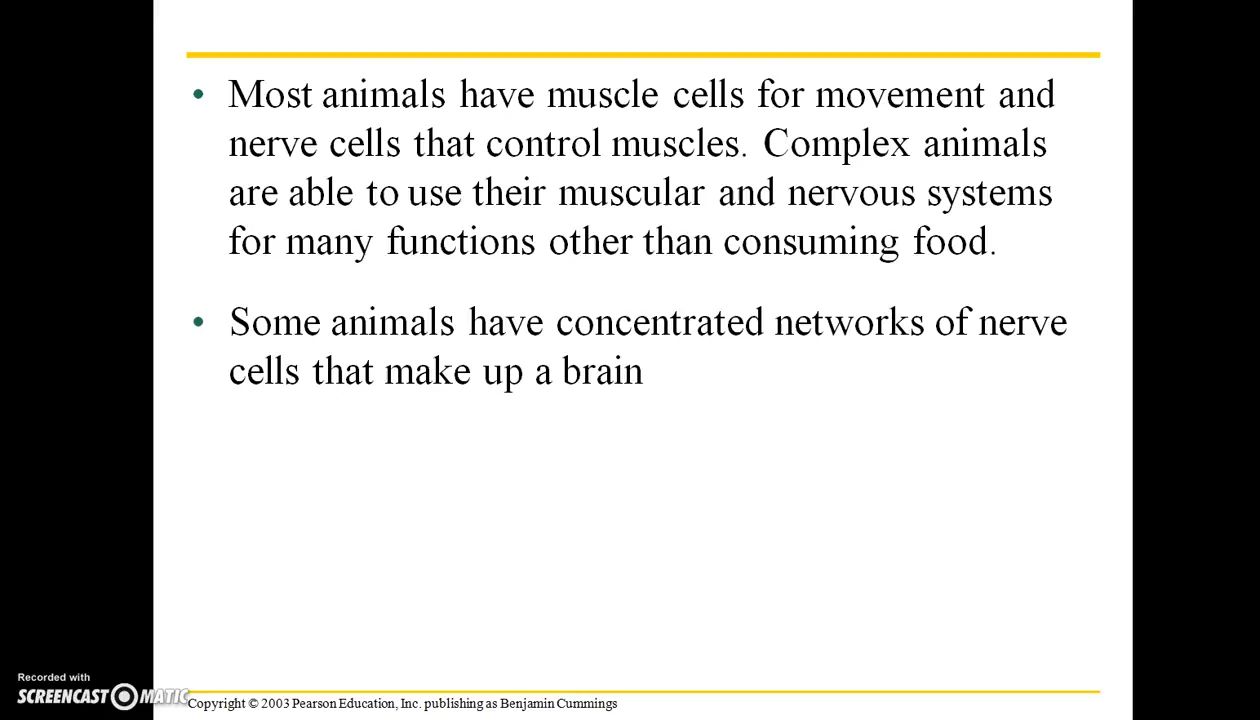 • Most animals have muscle cells for movement and
nerve cells that control muscles. Complex animals
are able to use their muscular and nervous systems
for many functions other than consuming food.
• Some animals have concentrated networks of nerve
cells that make up a brain
Recorded with
SCREENCAST MATIC
Copyright © 2003 Pearson Education, Inc. publishing as Benjamin Cummings